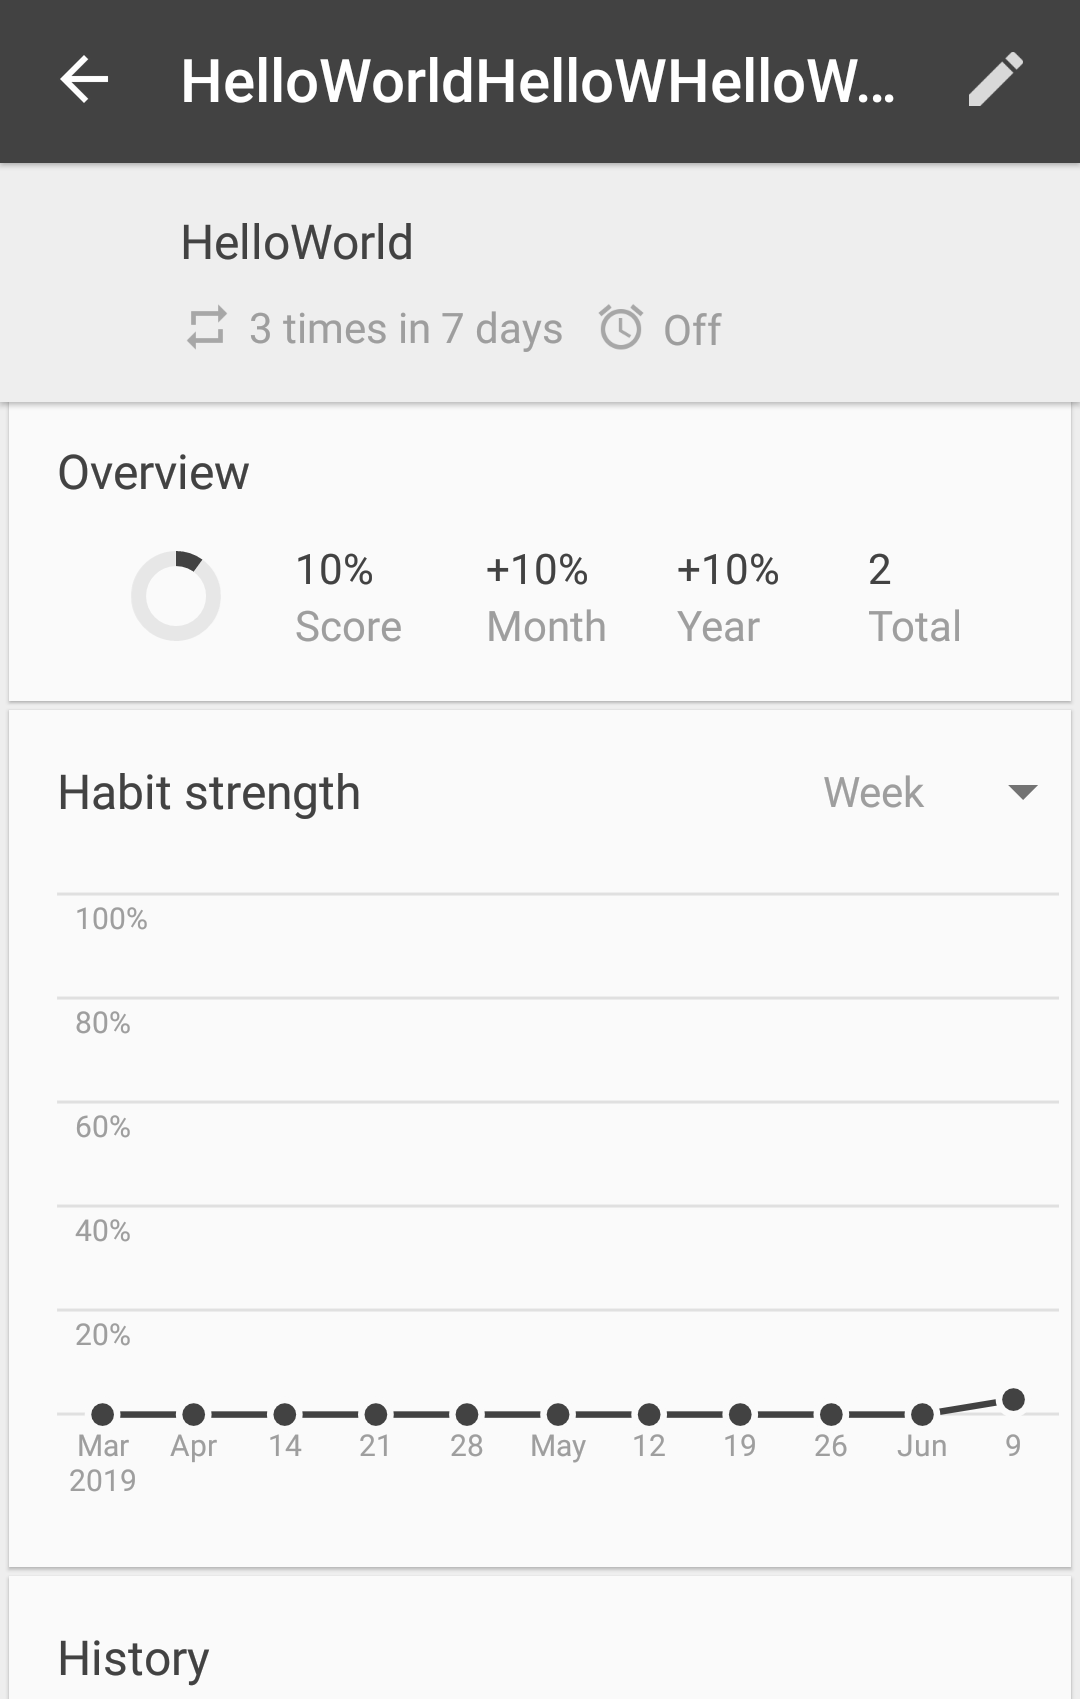 HelloWorldHelloWHelloW...
HelloWorld
3 times in 7 days Off
Overview
10% +10% +10% 2
Score Month Year Total
Habit strength Week
100%
80%
60%
40%
20%
Mar Apr 14 21 28 May 12 19 26 Jun 9
2019
History